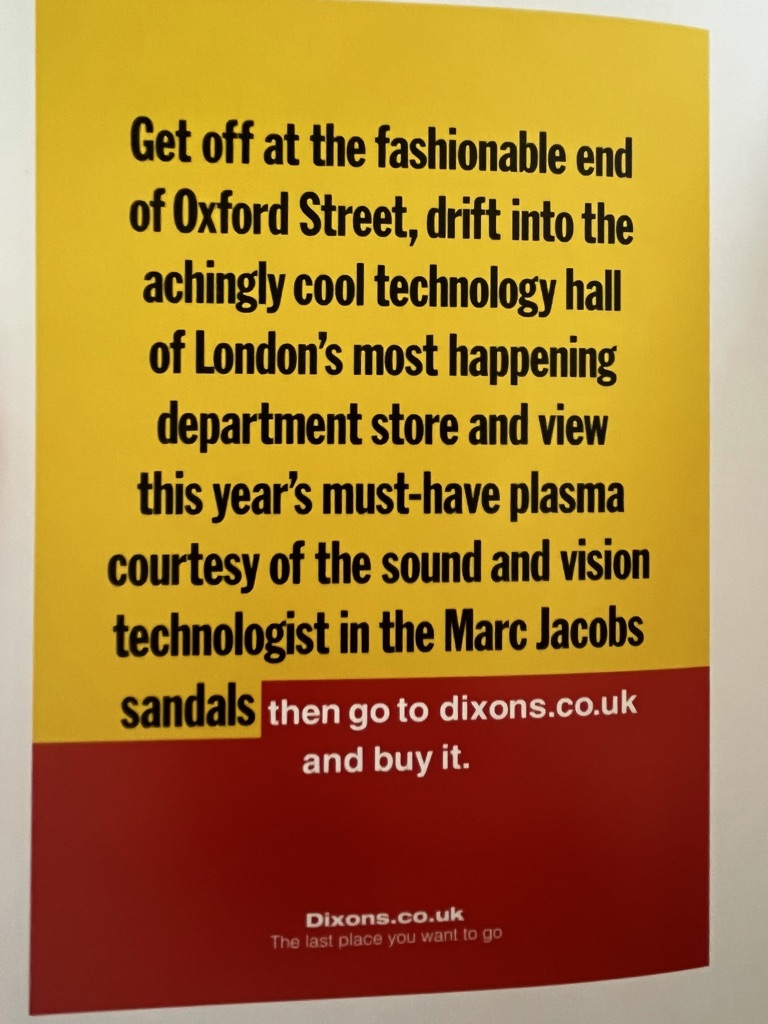 Get off at the fashionable end
of Oxford Street, drift into the
achingly cool technology hall
of London’s most happening
department store and view
this year’s must-have plasma
courtesy of the sound and vision
technologist in the Marc Jacobs
sandals then go to dixons.co.uk
and buy it.
Dixons.co.uk
The last place you want to go